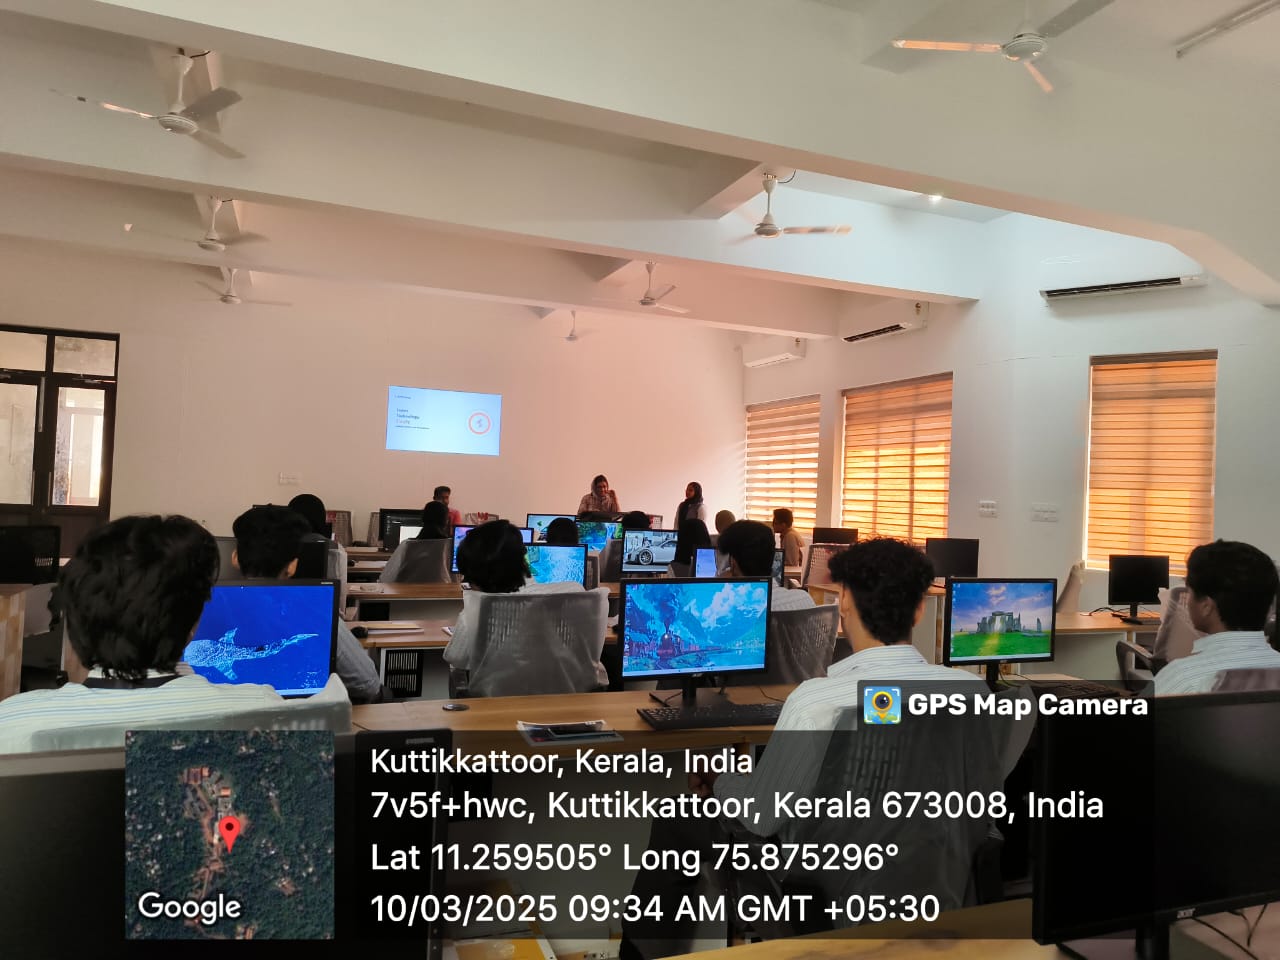 GPS Map Camera
Kuttikkattoor, Kerala, India
7v5f+hwc, Kuttikkattoor, Kerala 673008, India
Lat 11.259505° Long 75.875296°
10/03/2025 09:34 AM GMT +05:30
Google
acer